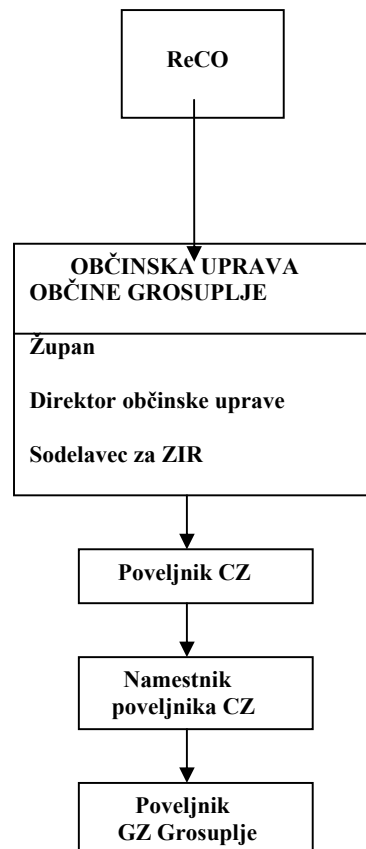 ReCO
OBČINSKA UPRAVA
OBČINE GROSUPLJE
Župan
Direktor občinske uprave
Sodelavec za ZIR
Poveljnik CZ
Namestnik
poveljnika CZ
Poveljnik
GZ Grosuplje